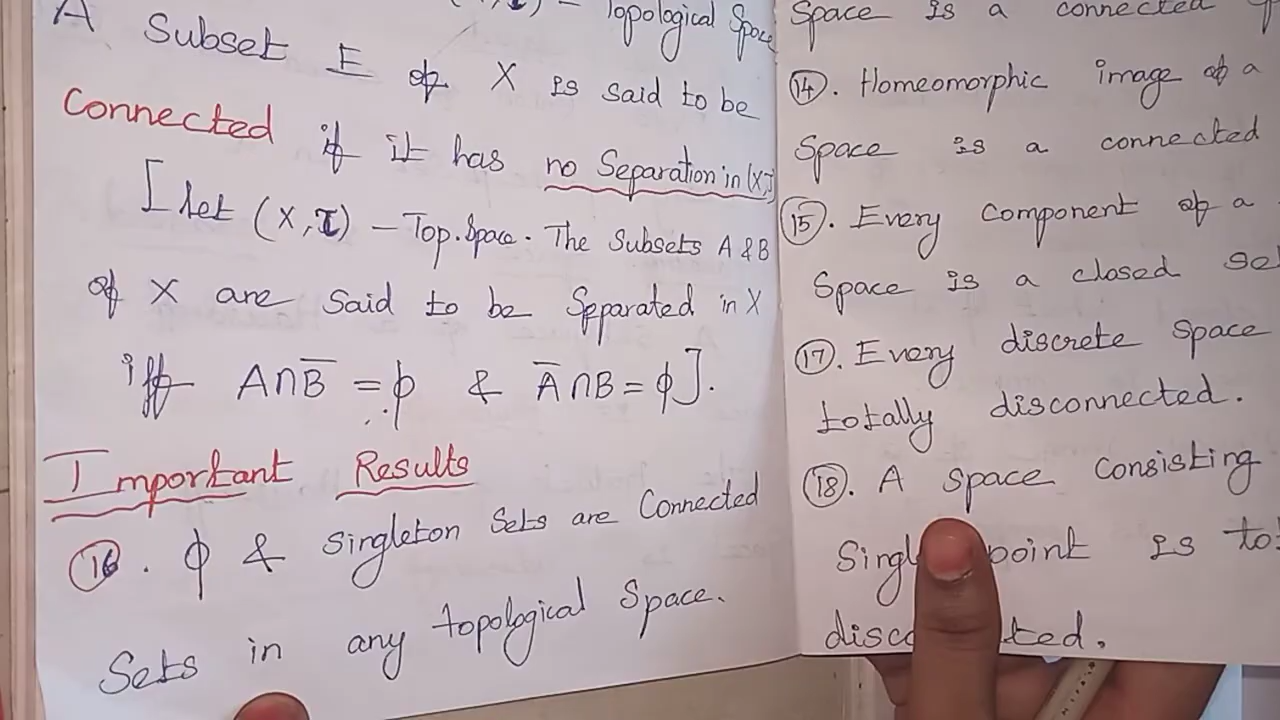 (X, τ) - Topological Space
A Subset E of X is said to be
Connected if it has no Separation in (X, τ)
[Let (X, τ) - Top. Space. The Subsets A & B
of X are said to be Separated in X
iff A∩B̅ = φ & A̅∩B = φ].
Important Results
16. φ & Singleton Sets are Connected
Sets in any topological Space.
Space is a connected
14. Homeomorphic image of a
Space is a connected
15. Every Component of a
Space is a closed
17. Every discrete Space
totally disconnected.
18. A Space Consisting
point is